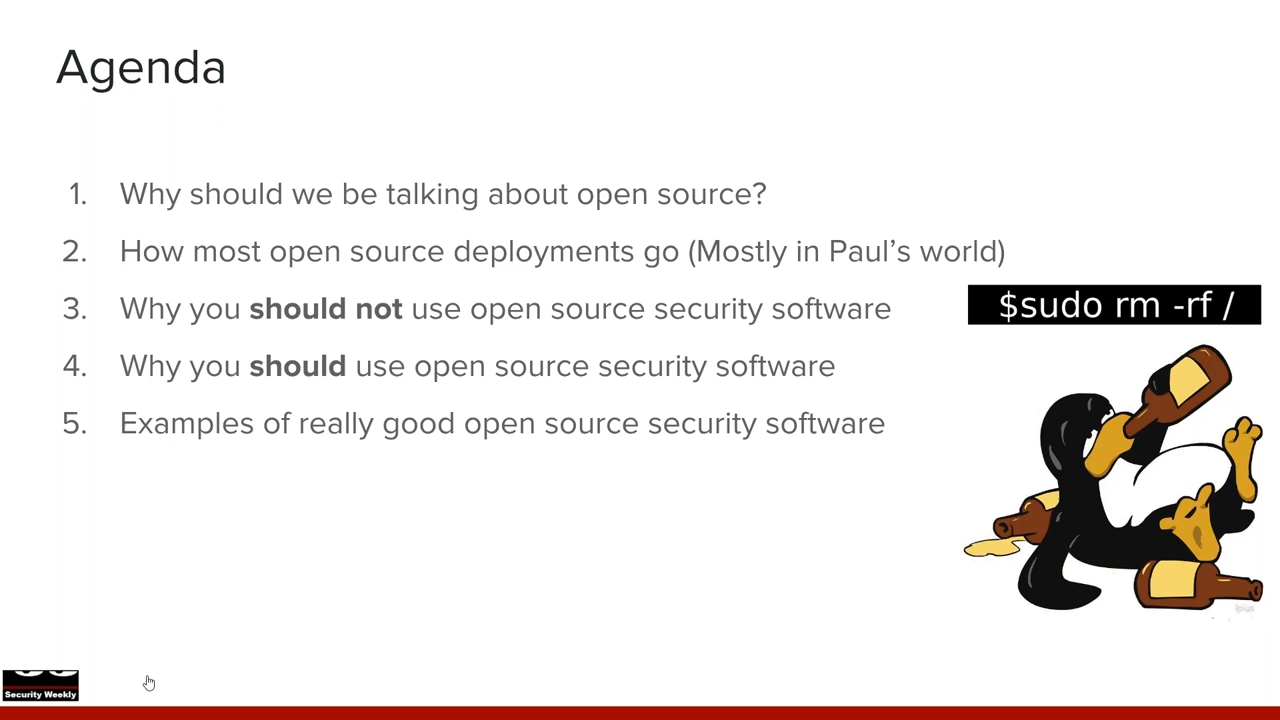 Agenda
1. Why should we be talking about open source?
2. How most open source deployments go (Mostly in Paul’s world)
3. Why you should not use open source security software
$sudo rm -rf /
4. Why you should use open source security software
5. Examples of really good open source security software
Security Weekly